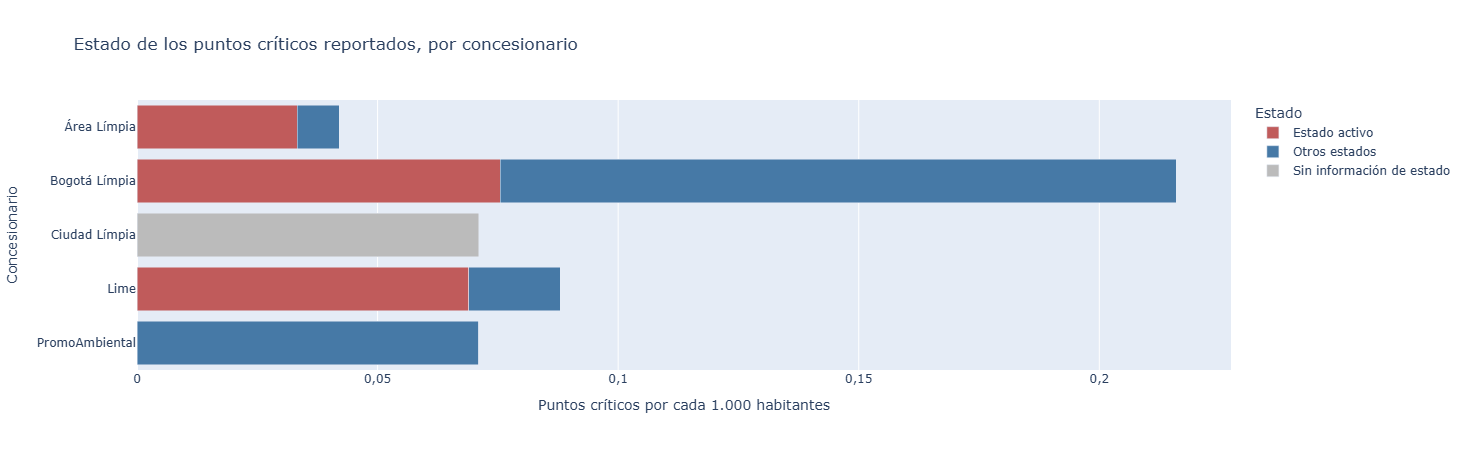 Estado de los puntos críticos reportados, por concesionario
Estado
Estado activo
Otros estados
Sin información de estado
Concesionario
Área Límpia
Bogotá Límpia
Ciudad Límpia
Lime
PromoAmbiental
0 0,05 0,1 0,15 0,2
Puntos críticos por cada 1.000 habitantes